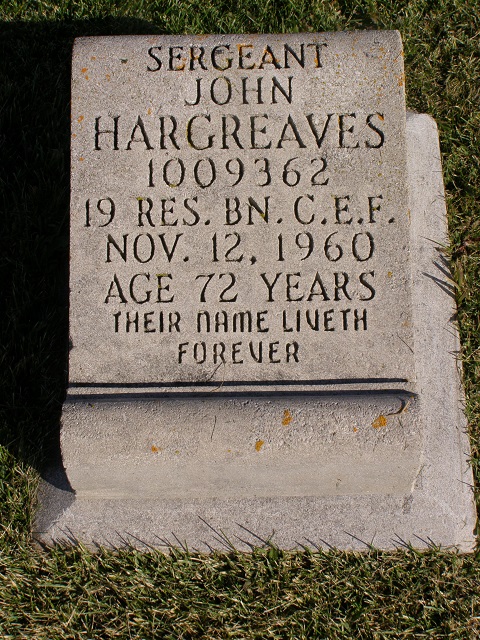 SERGEANT
JOHN
HARGREAVES
1009362
19 RES. BN. C.E.F.
NOV. 12, 1960
AGE 72 YEARS
THEIR NAME LIVETH
FOREVER